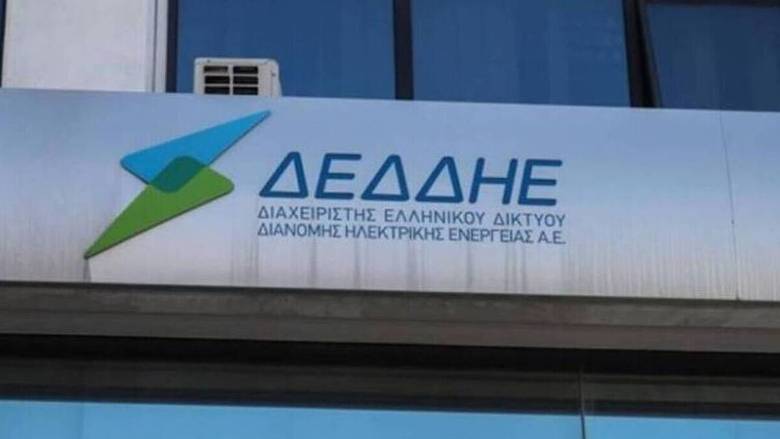 ΔΕΔΔΗΕ
ΔΙΑΧΕΙΡΙΣΤΗΣ ΕΛΛΗΝΙΚΟΥ ΔΙΚΤΥΟΥ
ΔΙΑΝΟΜΗΣ ΗΛΕΚΤΡΙΚΗΣ ΕΝΕΡΓΕΙΑΣ Α.Ε.